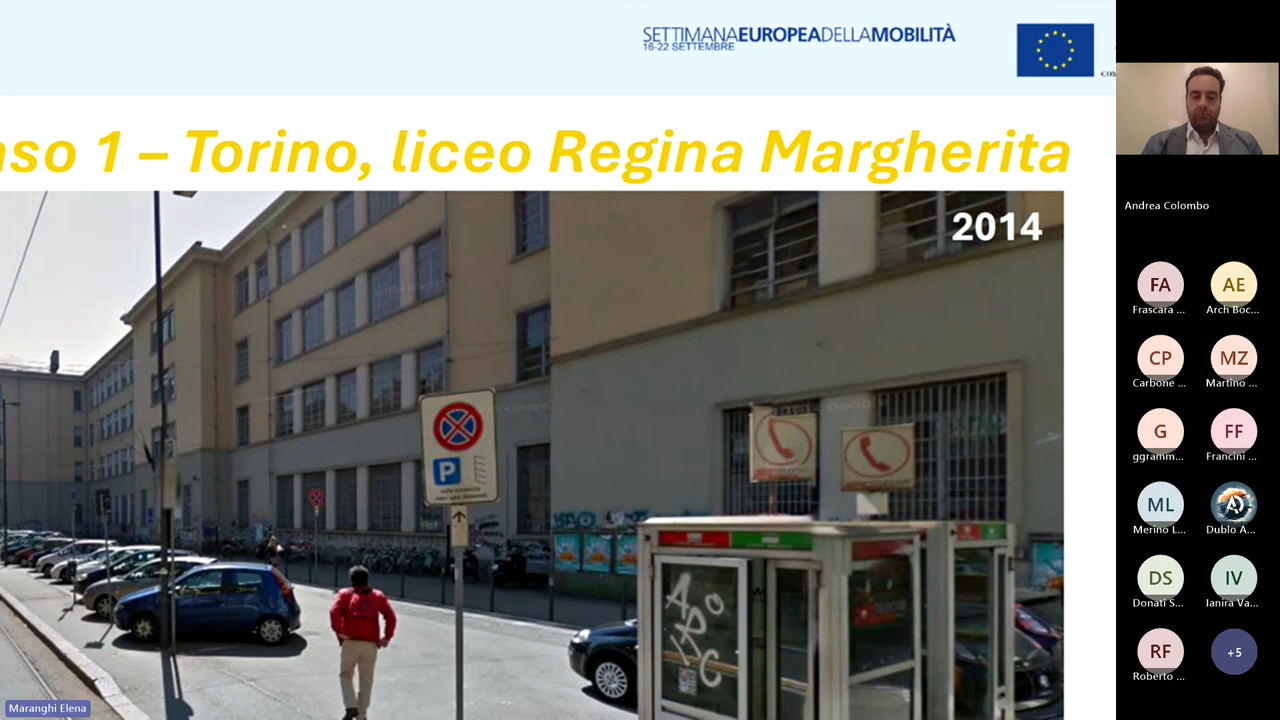 SETTIMANAEUROPEADELLAMOBILITÀ
16-22 SETTEMBRE
aso 1 – Torino, liceo Regina Margherita
2014
P
Maranghi Elena
Andrea Colombo
FA
Frascara ...
AE
Arch Boc...
CP
Carbone ...
MZ
Martino ...
G
ggramm...
FF
Francini ...
ML
Merino L...
Dublo A...
DS
Donati S...
IV
Ianira Va...
RF
Roberto ...
+5